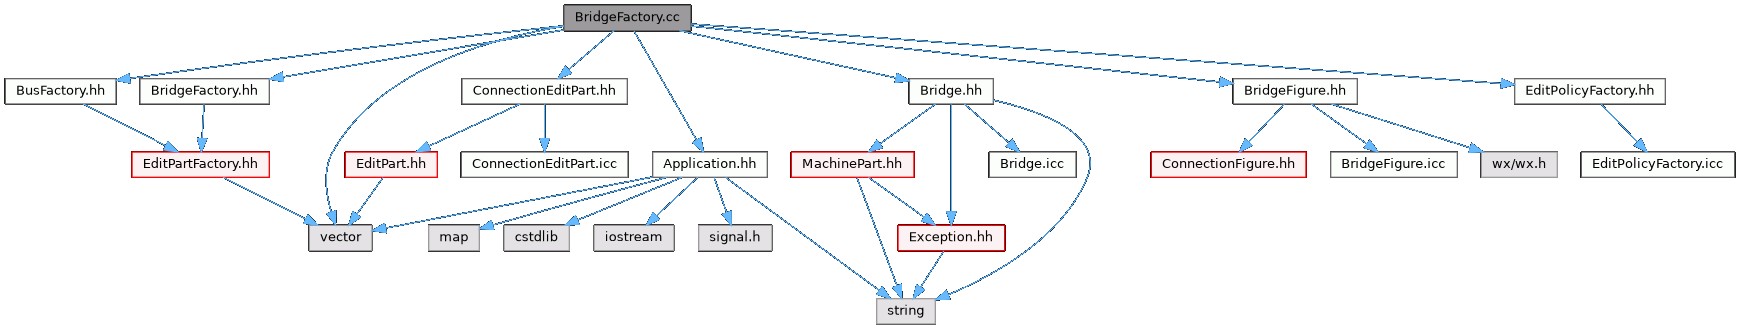 BridgeFactory.cc
BusFactory.hh
BridgeFactory.hh
ConnectionEditPart.hh
Bridge.hh
BridgeFigure.hh
EditPolicyFactory.hh
EditPartFactory.hh
EditPart.hh
ConnectionEditPart.icc
Application.hh
MachinePart.hh
Bridge.icc
ConnectionFigure.hh
BridgeFigure.icc
wx/wx.h
EditPolicyFactory.icc
vector
map
cstdlib
iostream
signal.h
Exception.hh
string